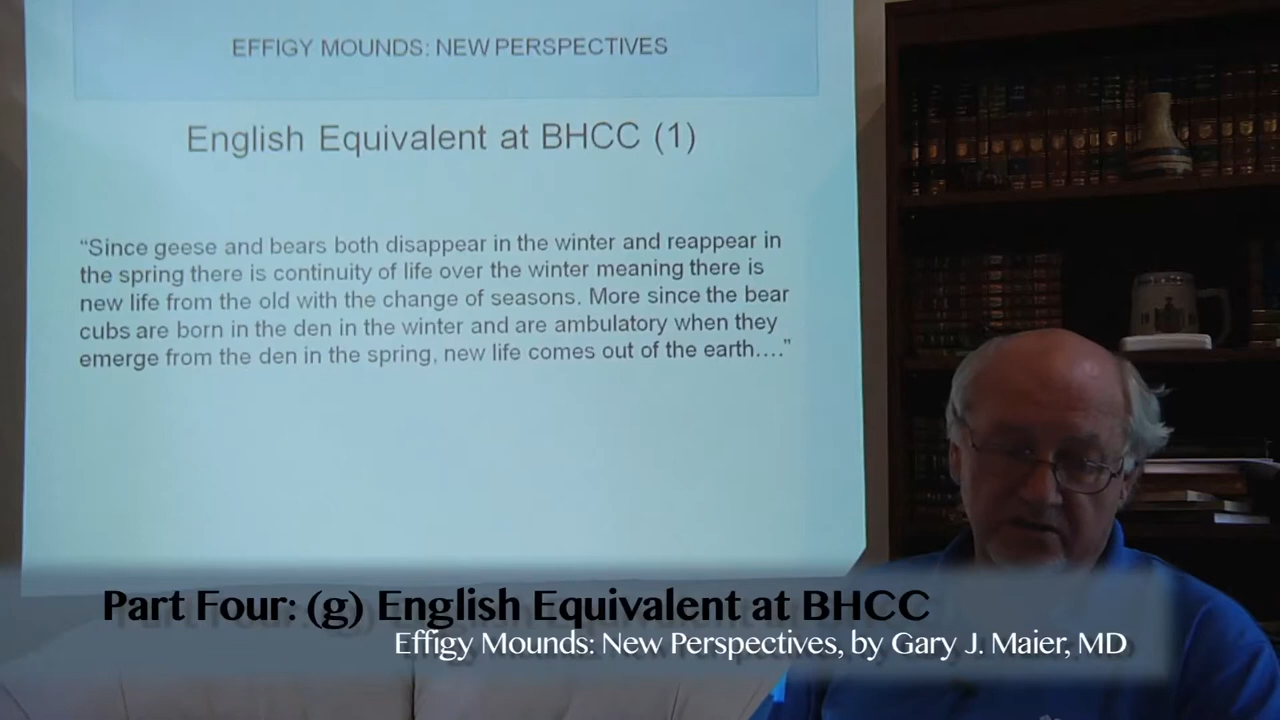 EFFIGY MOUNDS: NEW PERSPECTIVES
English Equivalent at BHCC (1)
“Since geese and bears both disappear in the winter and reappear in
the spring there is continuity of life over the winter meaning there is
new life from the old with the change of seasons. More since the bear
cubs are born in the den in the winter and are ambulatory when they
emerge from the den in the spring, new life comes out of the earth....”
Part Four: (g) English Equivalent at BHCC
Effigy Mounds: New Perspectives, by Gary J. Maier, MD